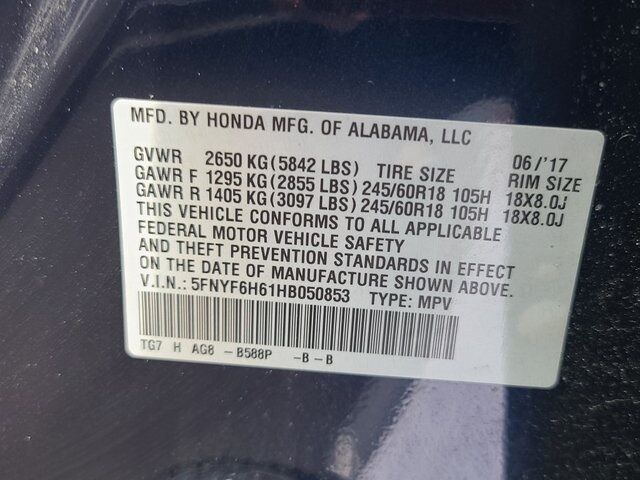 MFD. BY HONDA MFG. OF ALABAMA, LLC
06/'17
GVWR 2650 KG(5842 LBS) TIRE SIZE RIM SIZE
GAWR F 1295 KG(2855 LBS) 245/60R18 105H 18X8.0J
GAWR R 1405 KG(3097 LBS) 245/60R18 105H 18X8.0J
THIS VEHICLE CONFORMS TO ALL APPLICABLE
FEDERAL MOTOR VEHICLE SAFETY
AND THEFT PREVENTION STANDARDS IN EFFECT
ON THE DATE OF MANUFACTURE SHOWN ABOVE.
V.I.N.: 5FNYF6H61HB050853 TYPE: MPV
TG7 H AG8 - B588P -B - B